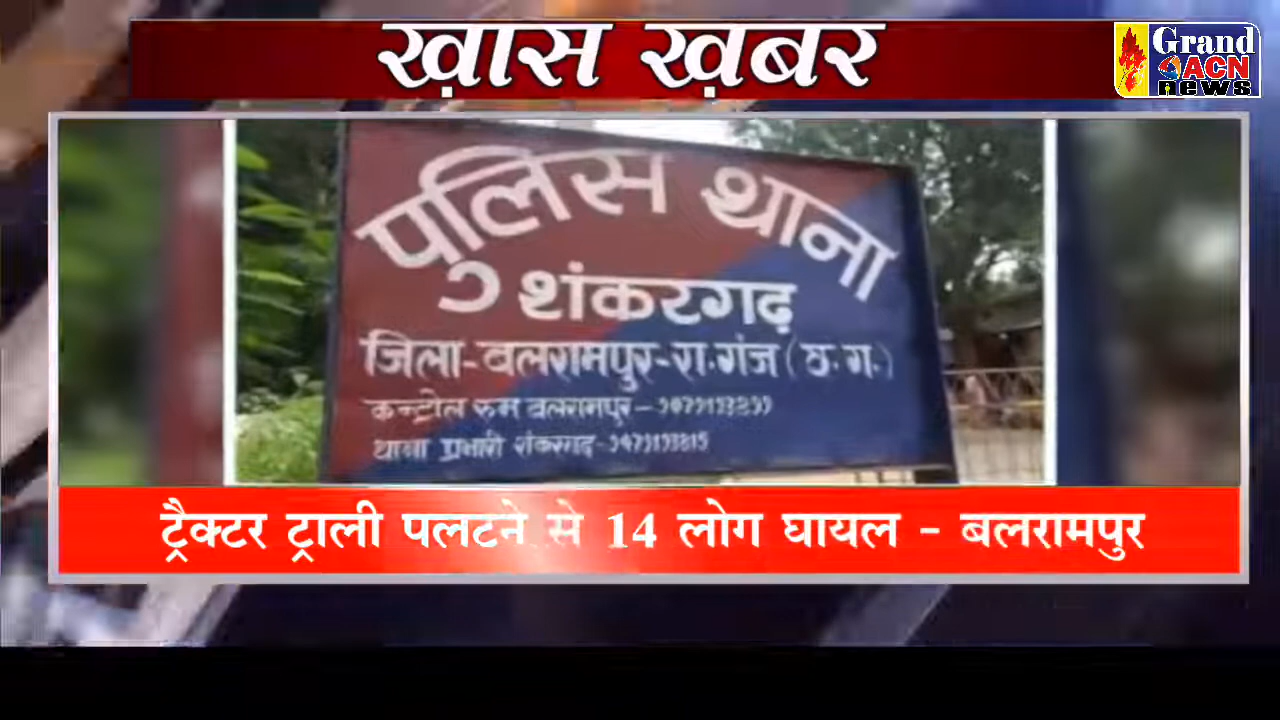 ख़ास ख़बर
Grand
ACN
news
पुलिस थाना
शंकरगढ़
जिला-बलरामपुर-रा.गंज (छ.ग.)
कन्ट्रोल रुम बलरामपुर-
थाना प्रभारी शंकरगढ़-
ट्रैक्टर ट्राली पलटने से 14 लोग घायल - बलरामपुर